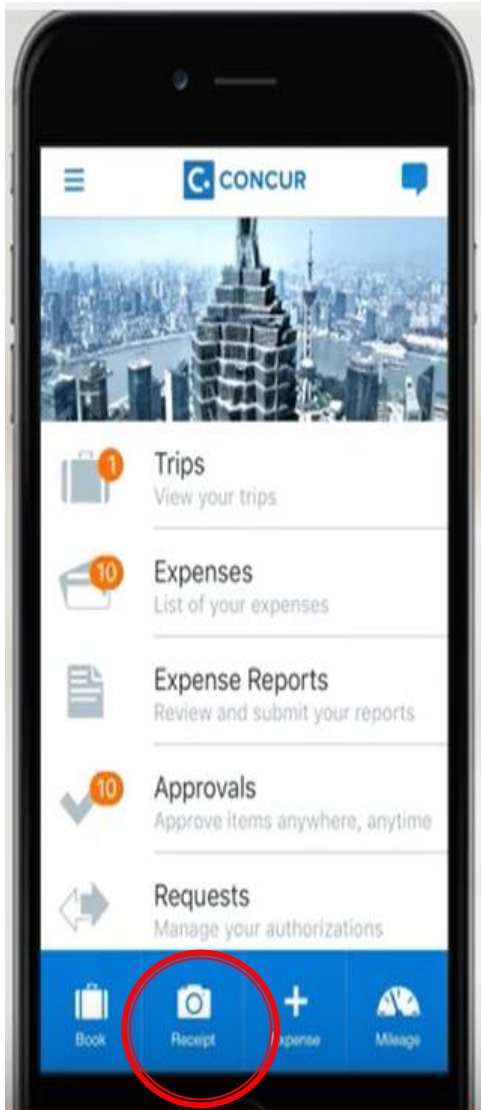 C. CONCUR
1
Trips
View your trips
10
Expenses
List of your expenses
Expense Reports
Review and submit your reports
10
Approvals
Approve items anywhere, anytime
Requests
Manage your authorizations
Book Receipt Expense Mileage